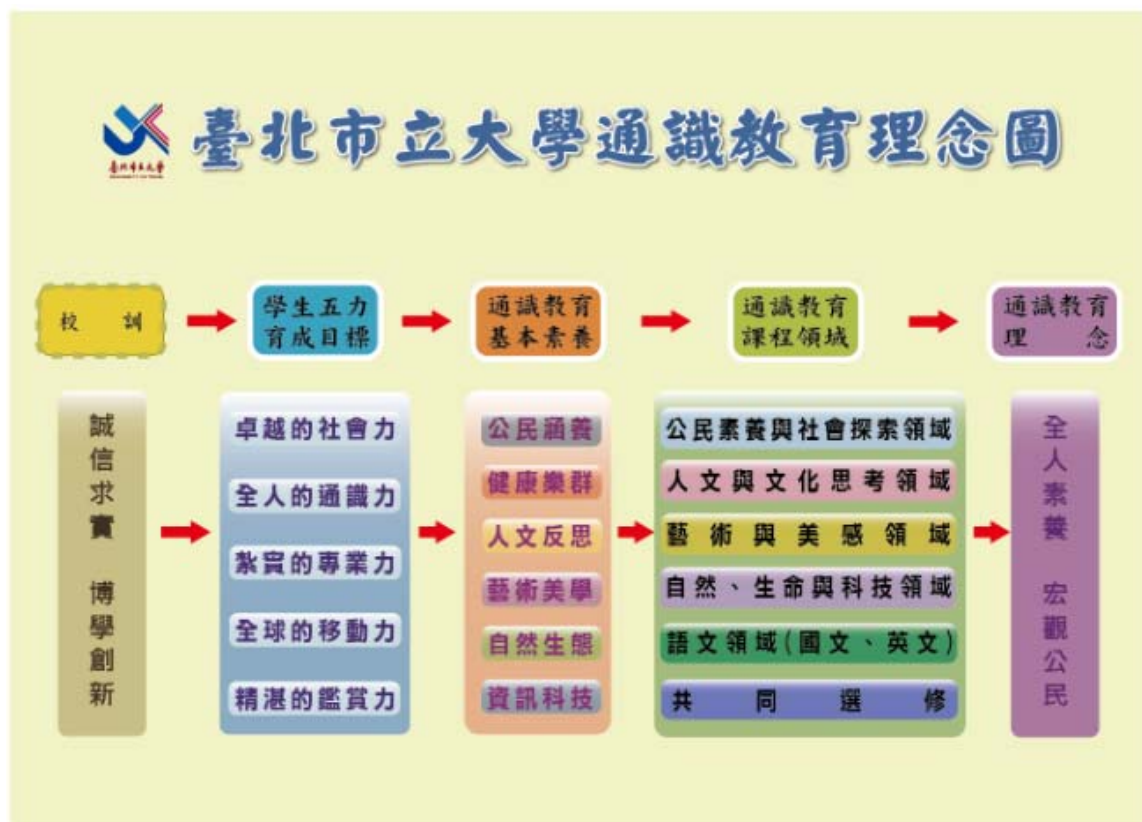 臺北市立大學通識教育理念圖
臺北市立大學
校訓
學生五力
育成目標
通識教育
基本素養
通識教育
課程領域
通識教育
理念
誠信求實 博學創新
卓越的社會力
全人的通識力
紮實的專業力
全球的移動力
精湛的鑑賞力
公民涵養
健康樂群
人文反思
藝術美學
自然生態
資訊科技
公民素養與社會探索領域
人文與文化思考領域
藝術與美感領域
自然、生命與科技領域
語文領域(國文、英文)
共同選修
全人素養 宏觀公民